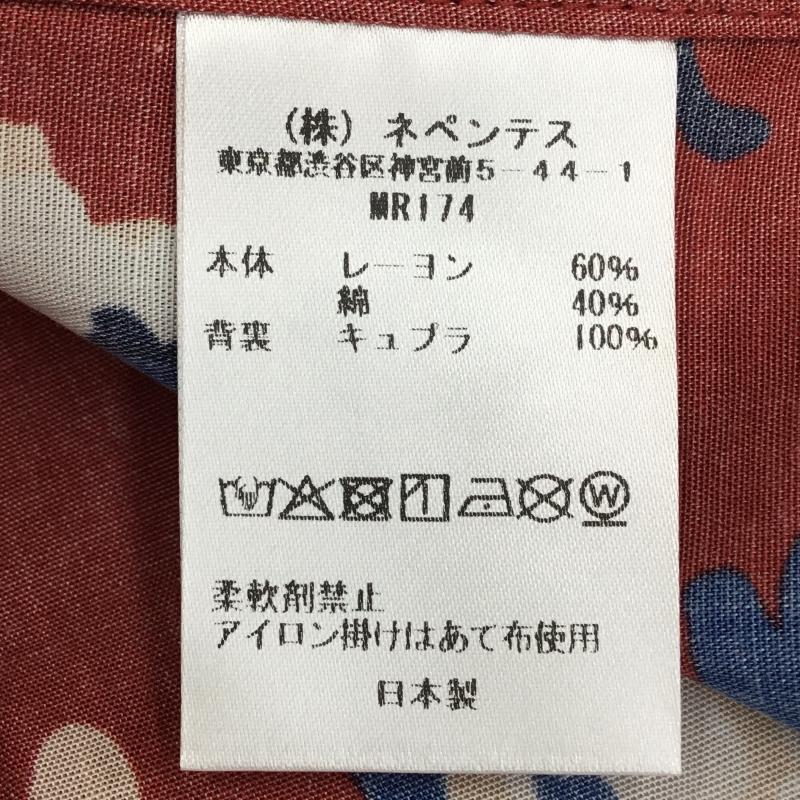 (株) ネペンテス
東京都渋谷区神宮前5-44-1
MR174
本体 レーヨン 60%
綿 40%
背裏 キュプラ 100%
W
柔軟剤禁止
アイロン掛けはあて布使用
日本製